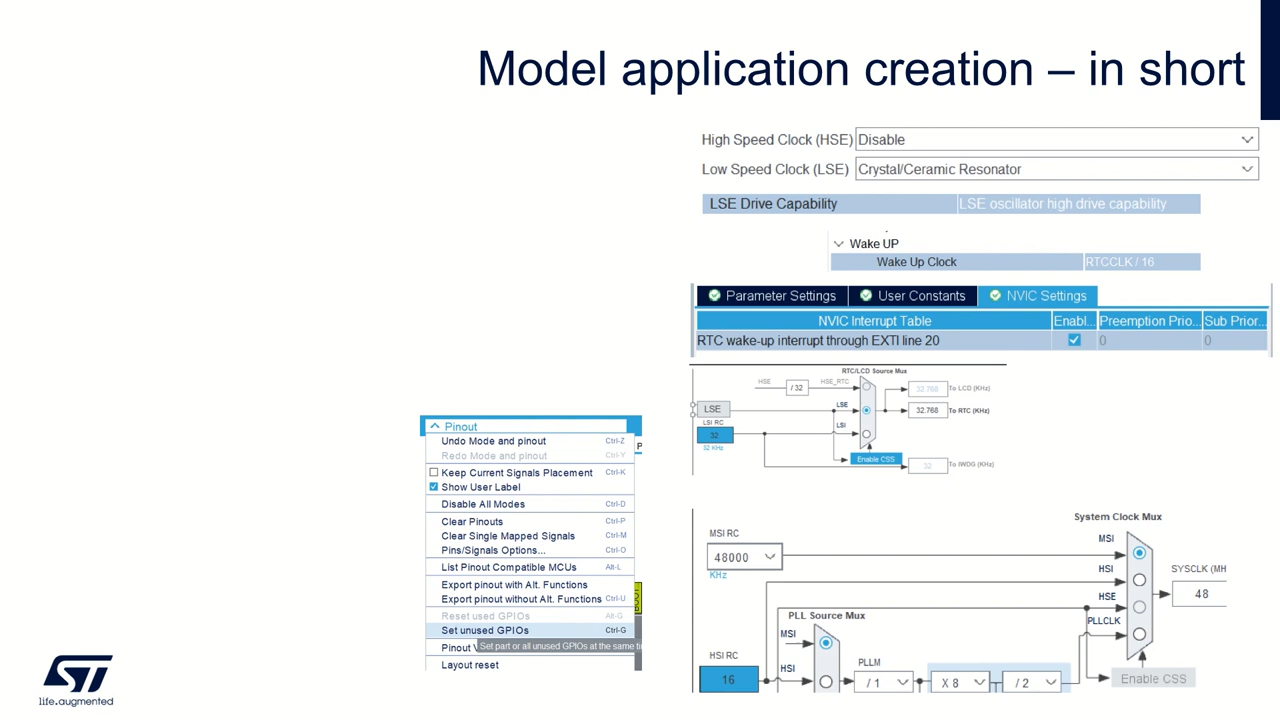 Model application creation – in short
High Speed Clock (HSE) Disable
Low Speed Clock (LSE) Crystal/Ceramic Resonator
LSE Drive Capability LSE oscillator high drive capability
Wake UP
Wake Up Clock RTCCLK / 16
Parameter Settings User Constants NVIC Settings
NVIC Interrupt Table Enabl... Preemption Prio... Sub Prior...
RTC wake-up interrupt through EXTI line 20 0 0
RTC/LCD Source Mux
HSE / 32 HSE_RTC 32.768 To LCD (KHz)
LSE LSE 32.768 To RTC (KHz)
LSI RC LSI
32
32 KHz
Enable CSS 32 To IWDG (KHz)
Pinout
Undo Mode and pinout Ctrl-Z
Redo Mode and pinout Ctrl-Y
Keep Current Signals Placement Ctrl-K
Show User Label
Disable All Modes Ctrl-D
Clear Pinouts Ctrl-P
Clear Single Mapped Signals Ctrl-M
Pins/Signals Options... Ctrl-O
List Pinout Compatible MCUs Alt-L
Export pinout with Alt. Functions
Export pinout without Alt. Functions Ctrl-U
Reset used GPIOs Alt-G
Set unused GPIOs Ctrl-G
Pinout V Set part or all unused GPIOs at the same ti
Layout reset
P
BOOT
System Clock Mux
MSI RC MSI
48000
KHz
HSI SYSCLK (MH
HSE 48
PLL Source Mux PLLCLK
MSI
HSI RC HSI PLLM
16 / 1 X 8 / 2 Enable CSS
ST
life.augmented